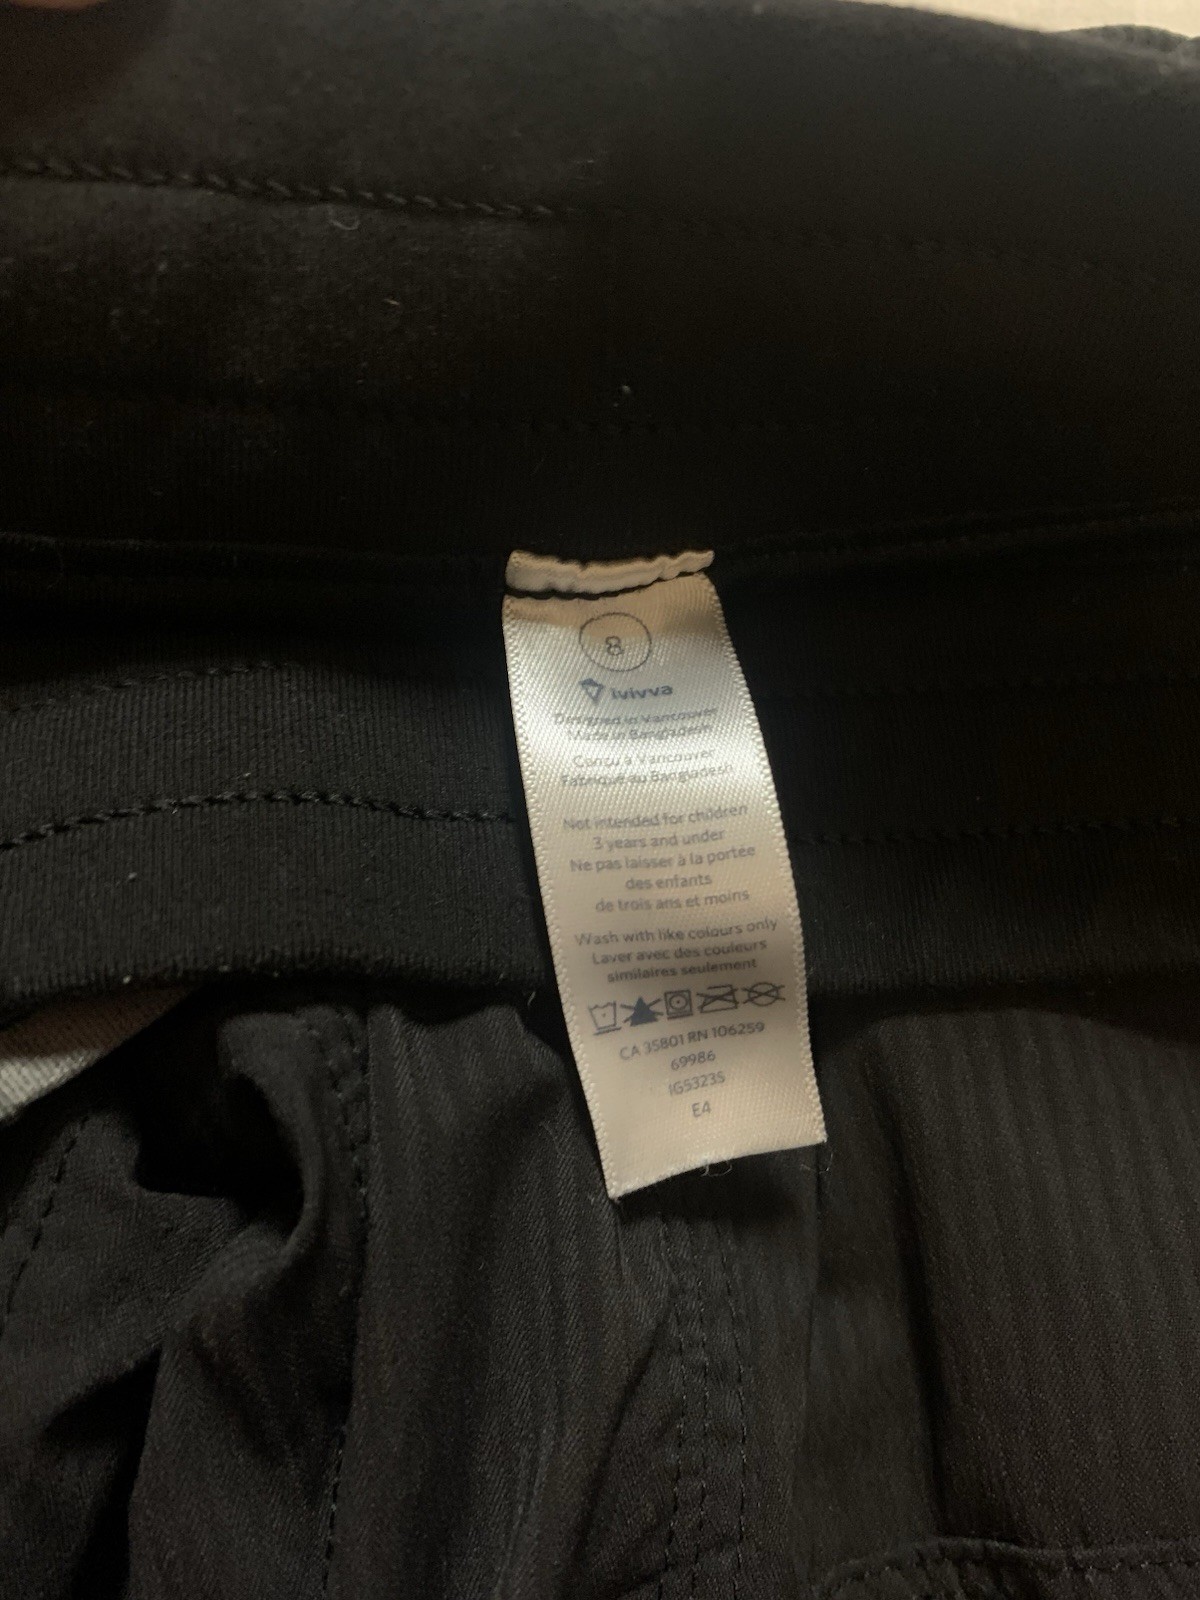 8
ivivva
Designed in Vancouver
Made in Bangladesh
Conçu à Vancouver
Fabriqué au Bangladesh
Not intended for children
3 years and under
Ne pas laisser à la portée
des enfants
de trois ans et moins
Wash with like colours only
Laver avec des couleurs
similaires seulement
CA 35801 RN 106259
69986
IG5323S
E4